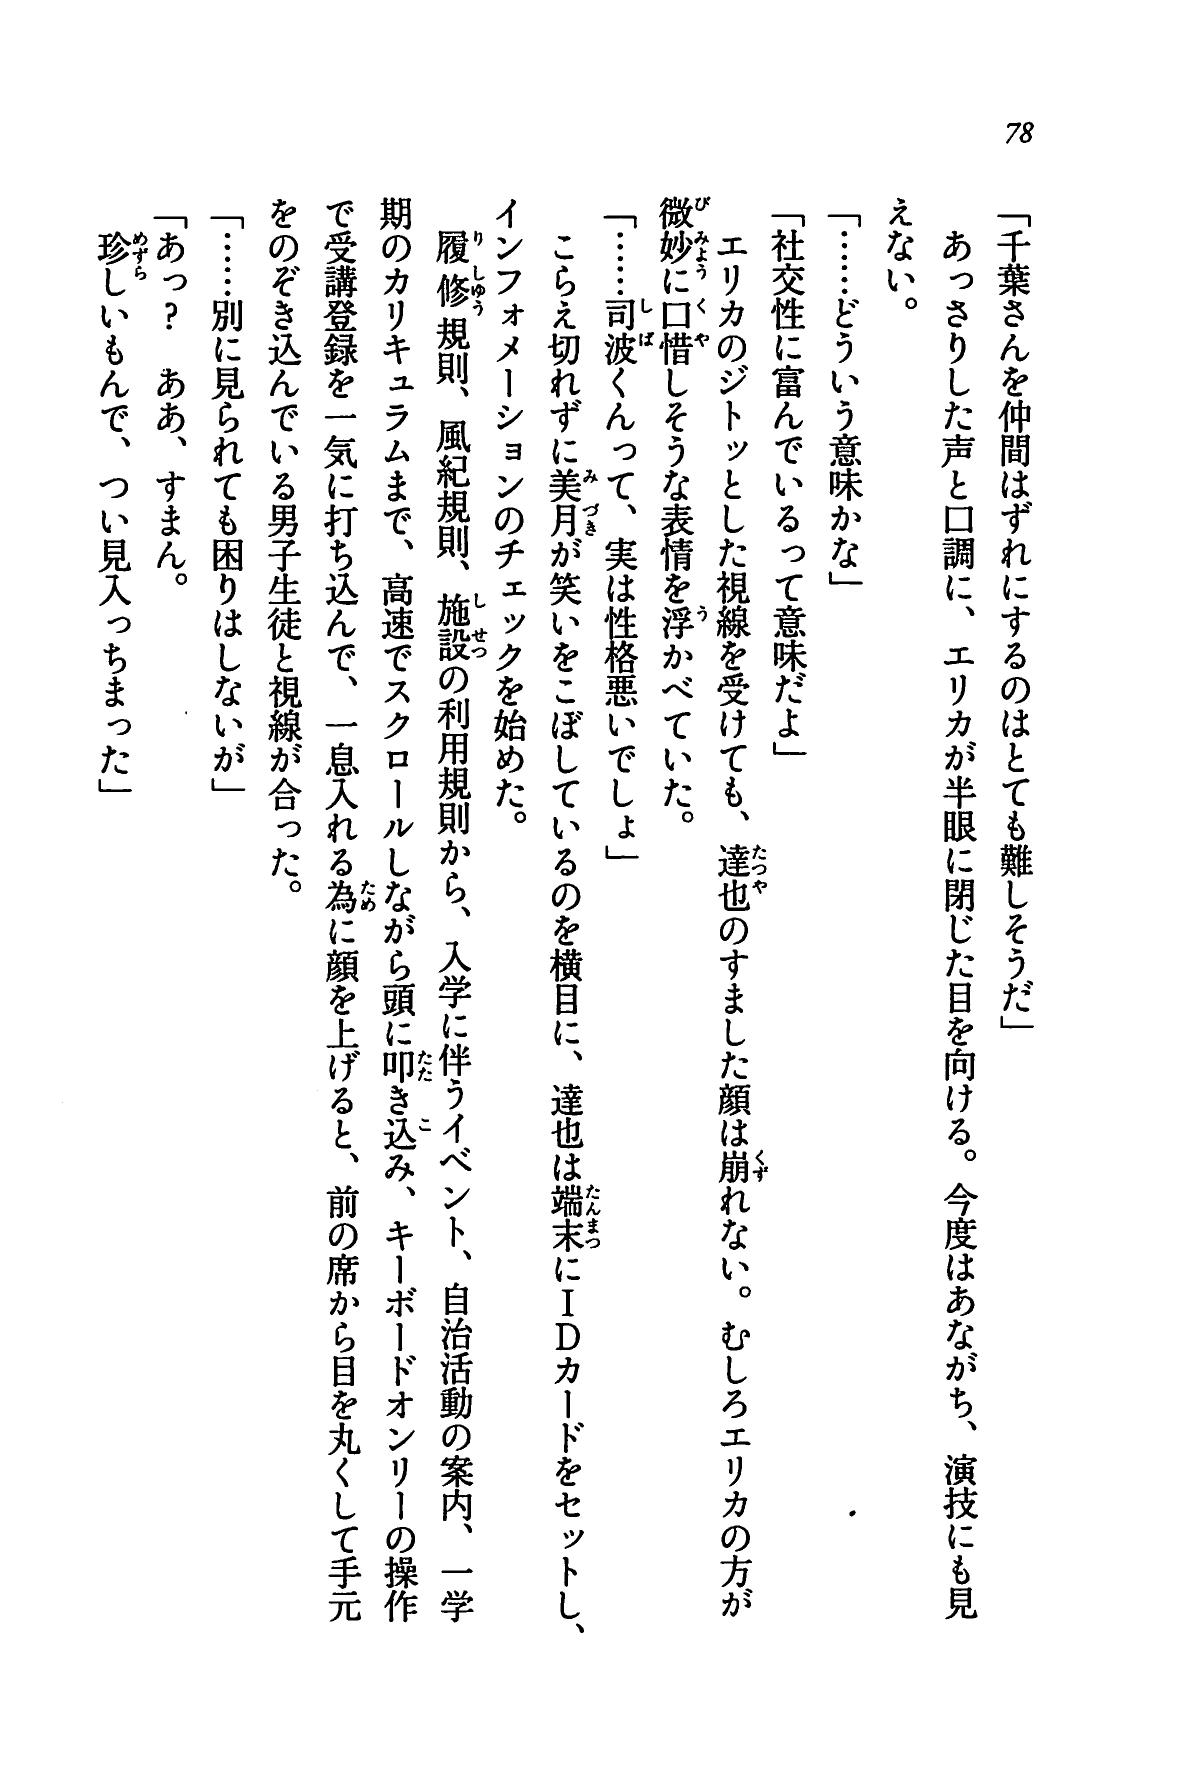 78
「千葉さんを仲間はずれにするのはとても難しそうだ」
あっさりした声と口調に、エリカが半眼に閉じた目を向ける。今度はあながち、演技にも見
えない。
「……どういう意味かな」
「社交性に富んでいるって意味だよ」
エリカのジトッとした視線を受けても、達也のすました顔は崩れない。むしろエリカの方が
微妙に口惜しそうな表情を浮かべていた。
「……司波くんって、実は性格悪いでしょ」
こらえ切れずに美月が笑いをこぼしているのを横目に、達也は端末にIDカードをセットし、
インフォメーションのチェックを始めた。
履修規則、風紀規則、施設の利用規則から、入学に伴うイベント、自治活動の案内、一学
期のカリキュラムまで、高速でスクロールしながら頭に叩き込み、キーボードオンリーの操作
で受講登録を一気に打ち込んで、一息入れる為に顔を上げると、前の席から目を丸くして手元
をのぞき込んでいる男子生徒と視線が合った。
「……別に見られても困りはしないが」
「あっ？　ああ、すまん。
珍しいもんで、つい見入っちまった」